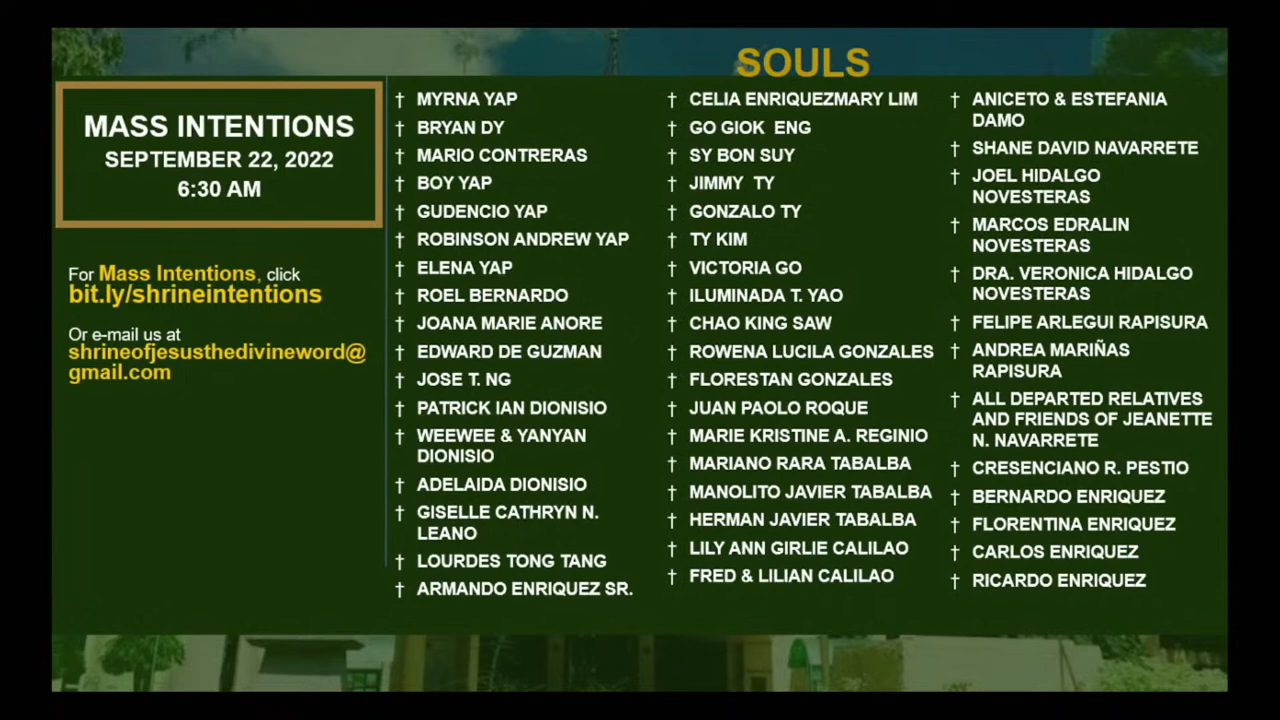 SOULS
MASS INTENTIONS
SEPTEMBER 22, 2022
6:30 AM
For Mass Intentions, click
bit.ly/shrineintentions
Or e-mail us at
shrineofjesusthedivineword@
gmail.com
† MYRNA YAP
† BRYAN DY
† MARIO CONTRERAS
† BOY YAP
† GUDENCIO YAP
† ROBINSON ANDREW YAP
† ELENA YAP
† ROEL BERNARDO
† JOANA MARIE ANORE
† EDWARD DE GUZMAN
† JOSE T. NG
† PATRICK IAN DIONISIO
† WEEWEE & YANYAN
DIONISIO
† ADELAIDA DIONISIO
† GISELLE CATHRYN N.
LEANO
† LOURDES TONG TANG
† ARMANDO ENRIQUEZ SR.
† CELIA ENRIQUEZMARY LIM
† GO GIOK ENG
† SY BON SUY
† JIMMY TY
† GONZALO TY
† TY KIM
† VICTORIA GO
† ILUMINADA T. YAO
† CHAO KING SAW
† ROWENA LUCILA GONZALES
† FLORESTAN GONZALES
† JUAN PAOLO ROQUE
† MARIE KRISTINE A. REGINIO
† MARIANO RARA TABALBA
† MANOLITO JAVIER TABALBA
† HERMAN JAVIER TABALBA
† LILY ANN GIRLIE CALILAO
† FRED & LILIAN CALILAO
† ANICETO & ESTEFANIA
DAMO
† SHANE DAVID NAVARRETE
† JOEL HIDALGO
NOVESTERAS
† MARCOS EDRALIN
NOVESTERAS
† DRA. VERONICA HIDALGO
NOVESTERAS
† FELIPE ARLEGUI RAPISURA
† ANDREA MARIÑAS
RAPISURA
† ALL DEPARTED RELATIVES
AND FRIENDS OF JEANETTE
N. NAVARRETE
† CRESENCIANO R. PESTIO
† BERNARDO ENRIQUEZ
† FLORENTINA ENRIQUEZ
† CARLOS ENRIQUEZ
† RICARDO ENRIQUEZ